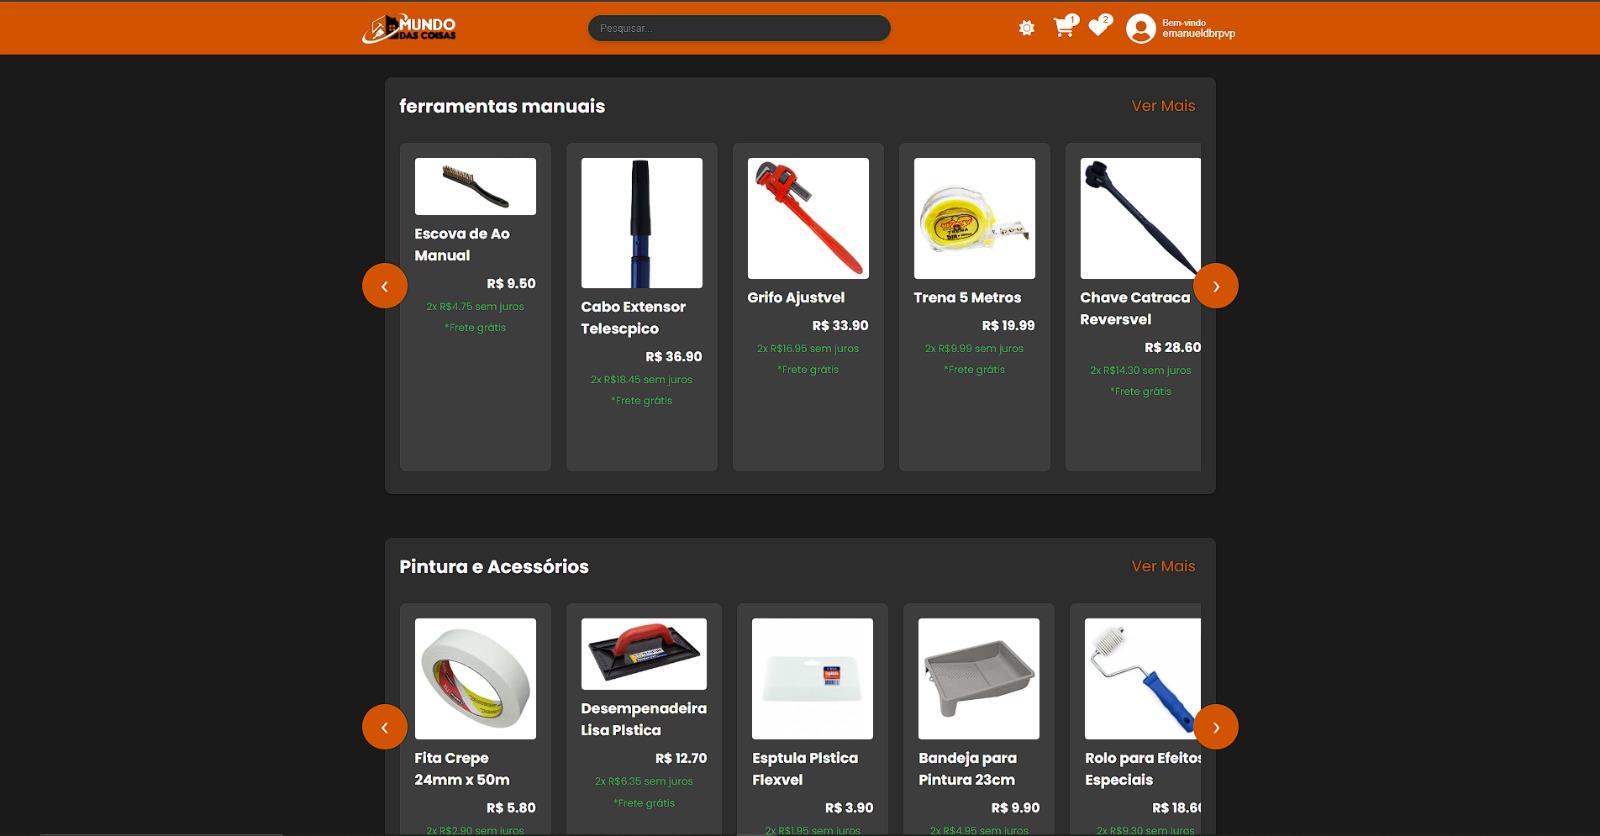 MUNDO
DAS COISAS
Pesquisar...
1
2
Bem-vindo
emanueldbrpvp
ferramentas manuais
Ver Mais
Escova de Ao
Manual
R$ 9.50
2x R$4.75 sem juros
*Frete grátis
Cabo Extensor
Telescpico
R$ 36.90
2x R$18.45 sem juros
*Frete grátis
Grifo Ajustvel
R$ 33.90
2x R$16.95 sem juros
*Frete grátis
Trena 5 Metros
R$ 19.99
2x R$9.99 sem juros
*Frete grátis
Chave Catraca
Reversvel
R$ 28.60
2x R$14.30 sem juros
*Frete grátis
Pintura e Acessórios
Ver Mais
Fita Crepe
24mm x 50m
R$ 5.80
2x R$2.90 sem juros
Desempenadeira
Lisa Plstica
R$ 12.70
2x R$6.35 sem juros
*Frete grátis
Esptula Plstica
Flexvel
R$ 3.90
2x R$1.95 sem juros
Bandeja para
Pintura 23cm
R$ 9.90
2x R$4.95 sem juros
Rolo para Efeitos
Especiais
R$ 18.60
2x R$9.30 sem juros